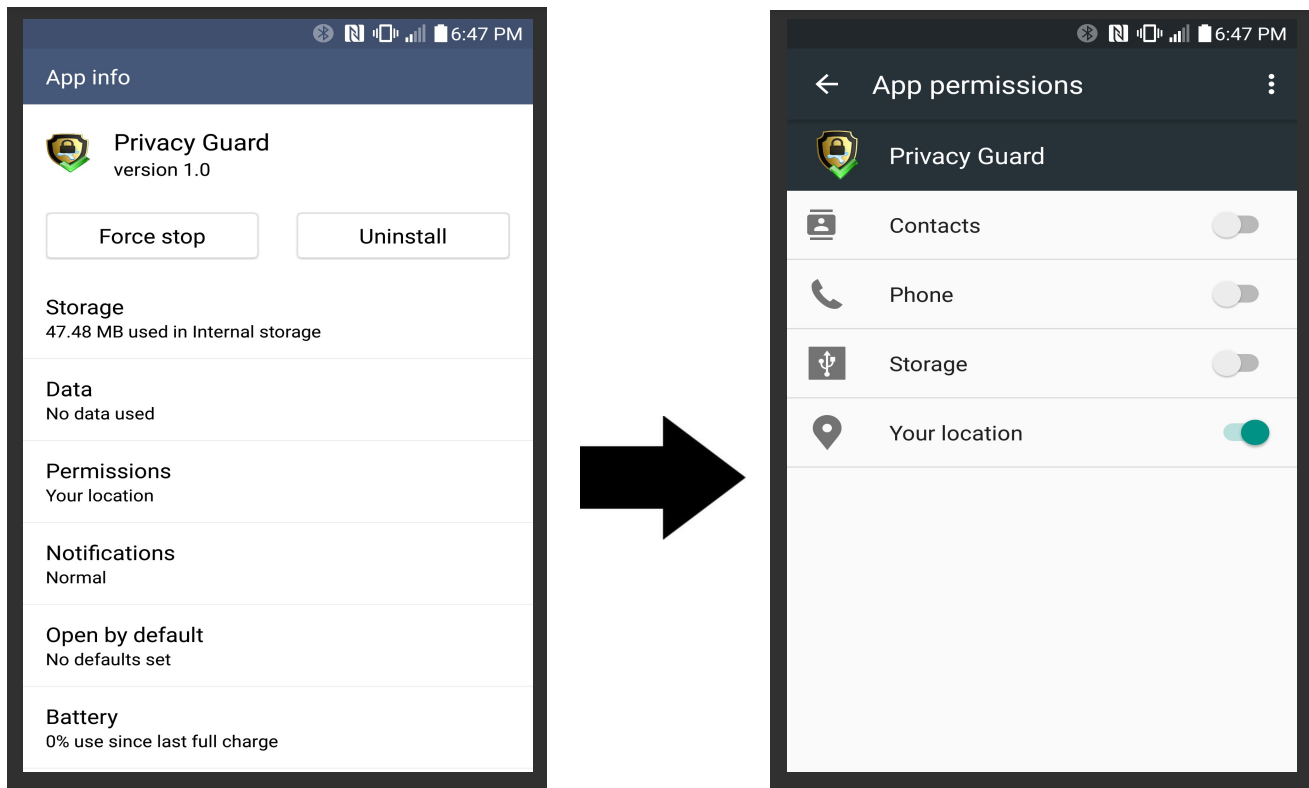 6:47 PM
App info
Privacy Guard
version 1.0
Force stop
Uninstall
Storage
47.48 MB used in Internal storage
Data
No data used
Permissions
Your location
Notifications
Normal
Open by default
No defaults set
Battery
0% use since last full charge
6:47 PM
App permissions
Privacy Guard
Contacts
Phone
Storage
Your location